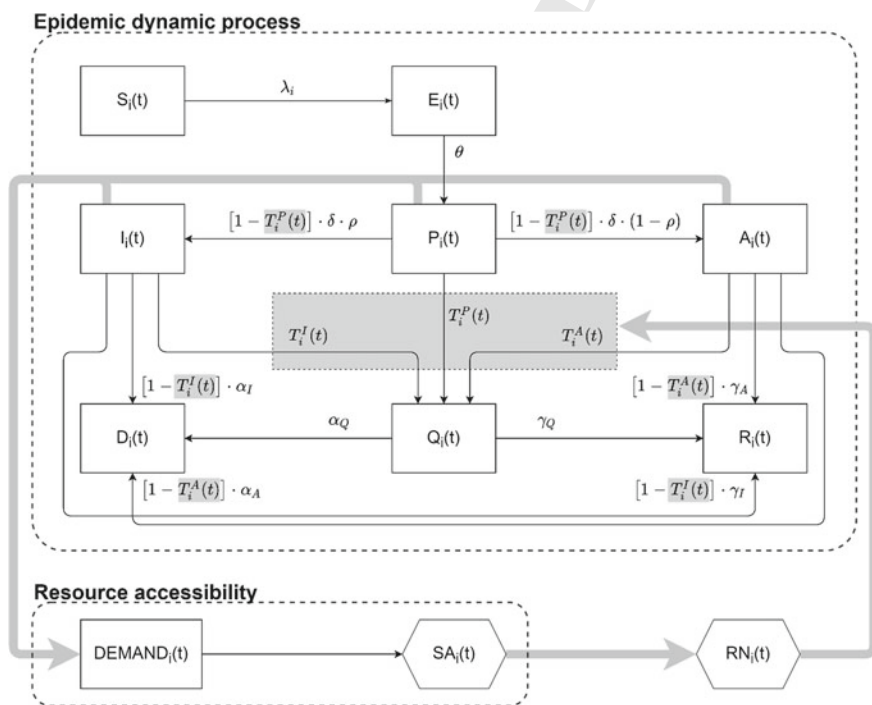 Epidemic dynamic process
S_i(t)
λ_i
E_i(t)
θ
I_i(t)
[1 − T_i^P(t)] · δ · ρ
P_i(t)
[1 − T_i^P(t)] · δ · (1 − ρ)
A_i(t)
T_i^I(t)
T_i^P(t)
T_i^A(t)
[1 − T_i^I(t)] · α_I
[1 − T_i^A(t)] · γ_A
D_i(t)
α_Q
Q_i(t)
γ_Q
R_i(t)
[1 − T_i^A(t)] · α_A
[1 − T_i^I(t)] · γ_I
Resource accessibility
DEMAND_i(t)
SA_i(t)
RN_i(t)